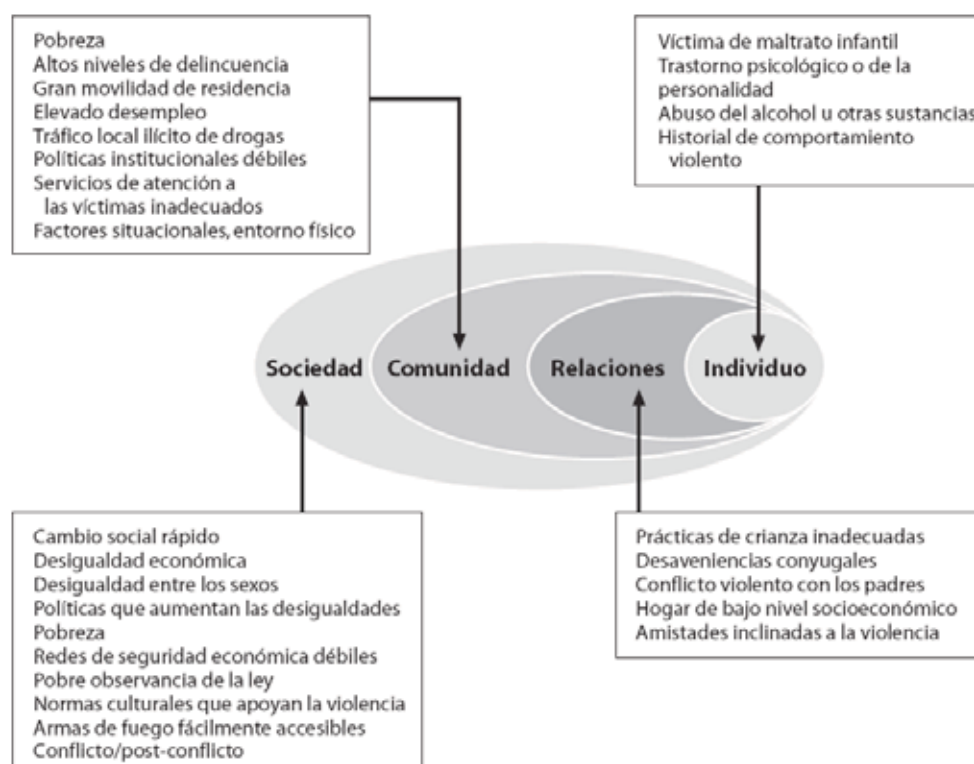 Pobreza
Altos niveles de delincuencia
Gran movilidad de residencia
Elevado desempleo
Tráfico local ilícito de drogas
Políticas institucionales débiles
Servicios de atención a
las víctimas inadecuados
Factores situacionales, entorno físico
Víctima de maltrato infantil
Trastorno psicológico o de la
personalidad
Abuso del alcohol u otras sustancias
Historial de comportamiento
violento
Sociedad
Comunidad
Relaciones
Individuo
Cambio social rápido
Desigualdad económica
Desigualdad entre los sexos
Políticas que aumentan las desigualdades
Pobreza
Redes de seguridad económica débiles
Pobre observancia de la ley
Normas culturales que apoyan la violencia
Armas de fuego fácilmente accesibles
Conflicto/post-conflicto
Prácticas de crianza inadecuadas
Desaveniencias conyugales
Conflicto violento con los padres
Hogar de bajo nivel socioeconómico
Amistades inclinadas a la violencia